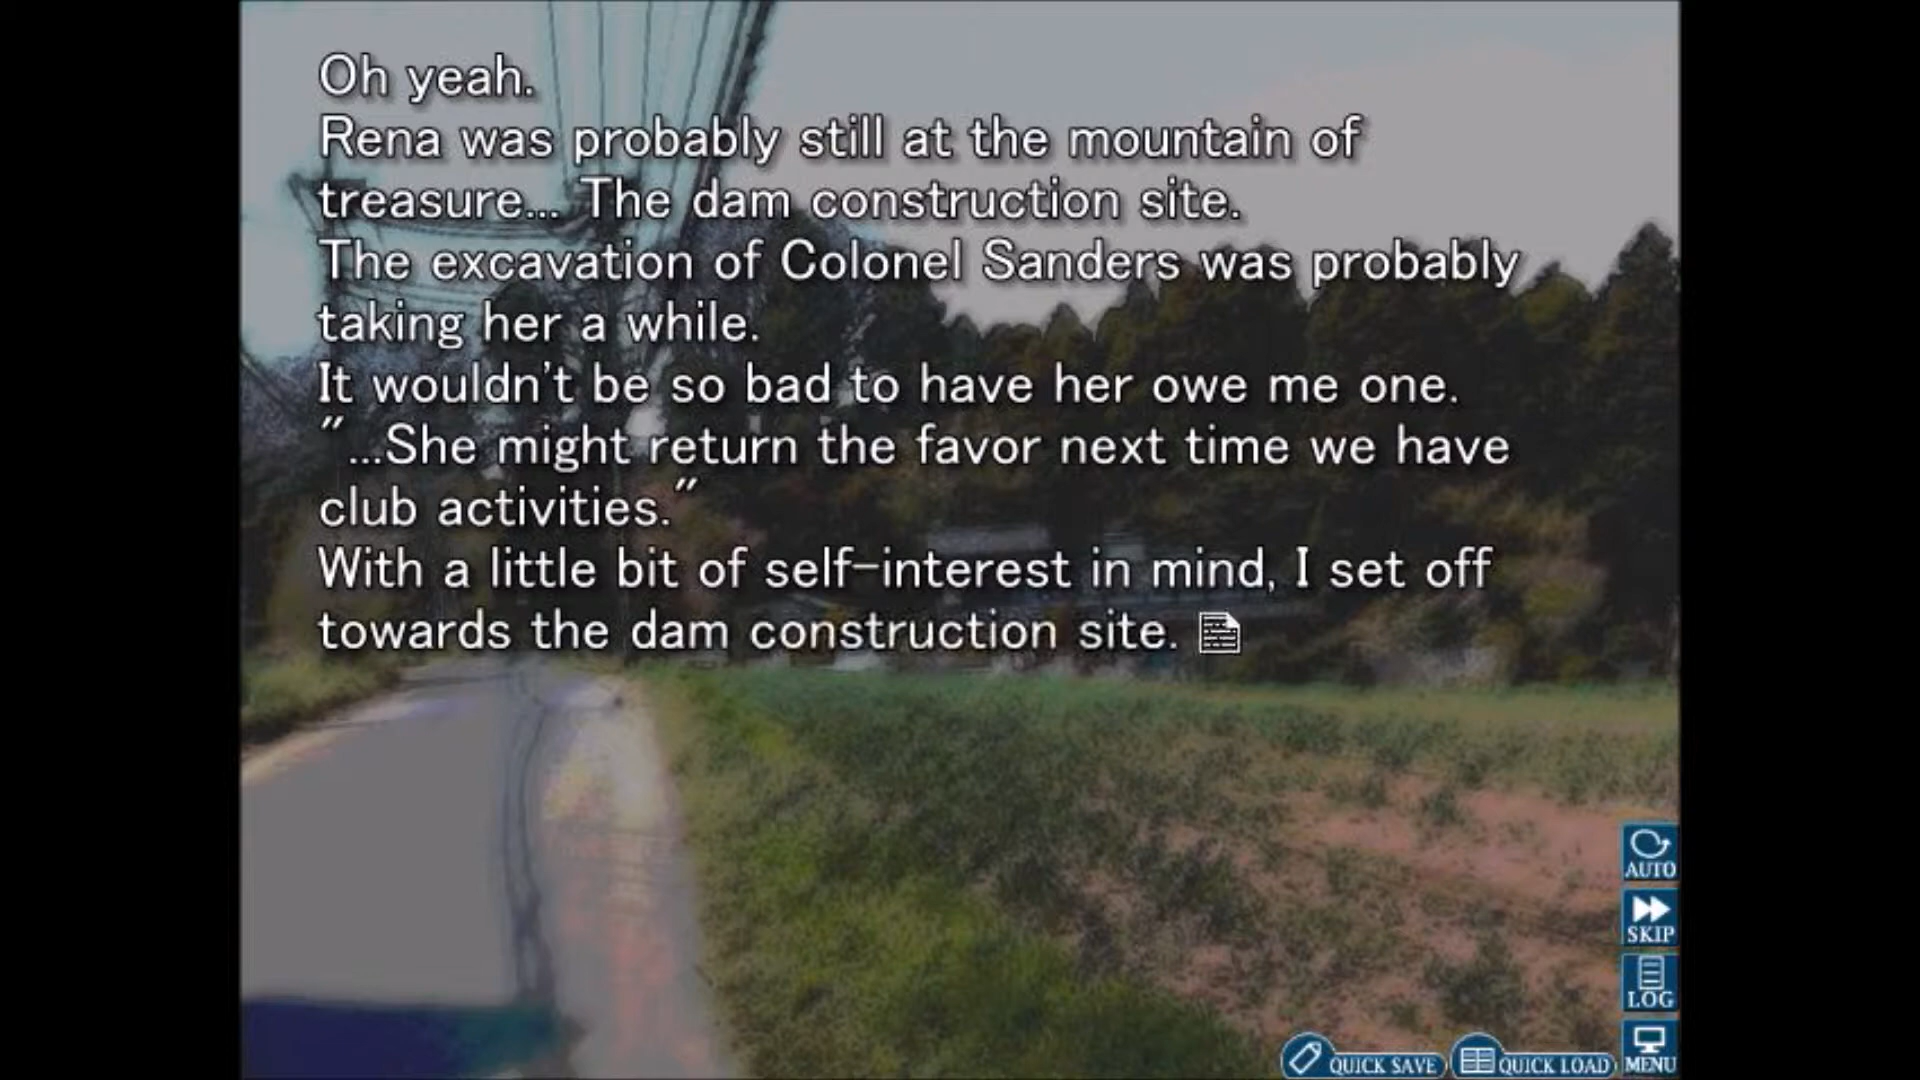 Oh yeah.
Rena was probably still at the mountain of
treasure... The dam construction site.
The excavation of Colonel Sanders was probably
taking her a while.
It wouldn't be so bad to have her owe me one.
"...She might return the favor next time we have
club activities."
With a little bit of self-interest in mind, I set off
towards the dam construction site.
AUTO
SKIP
LOG
MENU
QUICK SAVE
QUICK LOAD